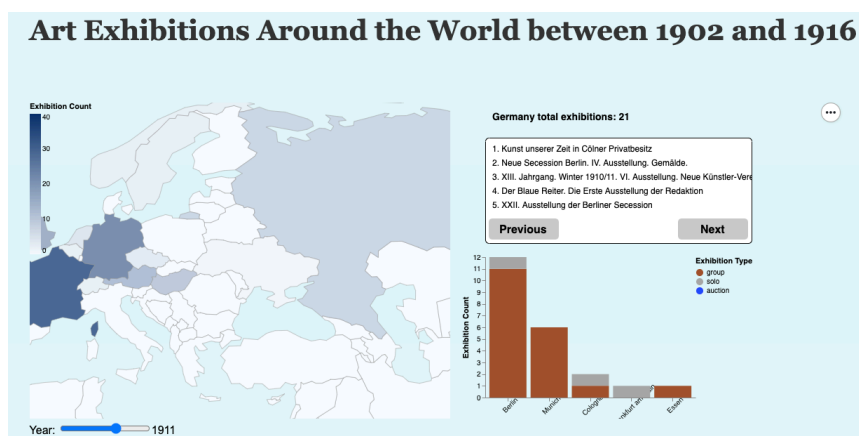 Art Exhibitions Around the World between 1902 and 1916
Exhibition Count
40
30
20
10
0
Year:
1911
Germany total exhibitions: 21
1. Kunst unserer Zeit in Cölner Privatbesitz
2. Neue Secession Berlin. IV. Ausstellung. Gemälde.
3. XIII. Jahrgang. Winter 1910/11. VI. Ausstellung. Neue Künstler-Vere
4. Der Blaue Reiter. Die Erste Ausstellung der Redaktion
5. XXII. Ausstellung der Berliner Secession
Previous Next
Exhibition Count
12
11
10
9
8
7
6
5
4
3
2
1
0
Berlin
Munich
Cologne
Essen
Exhibition Type
group
solo
auction